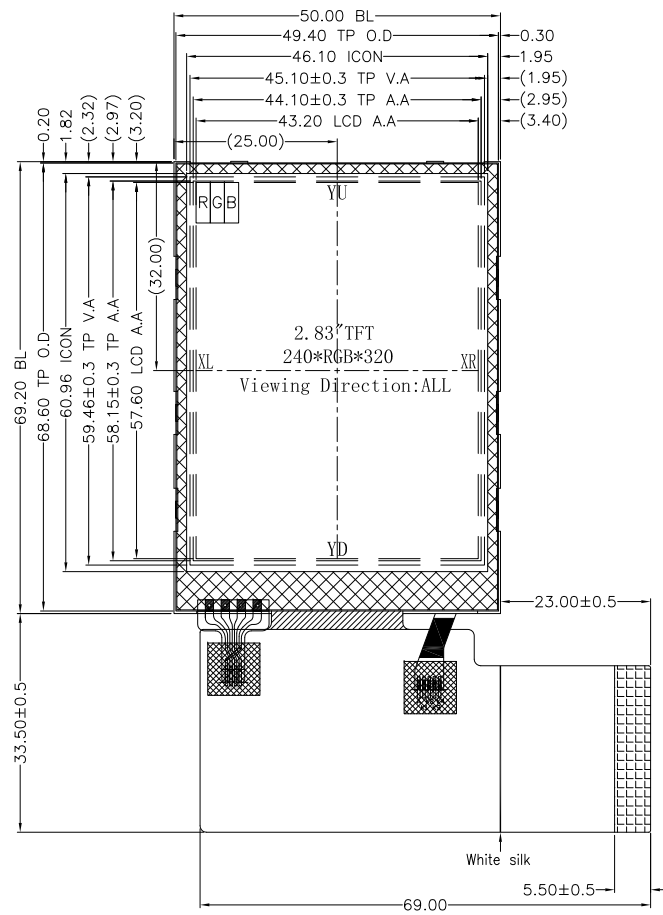 50.00 BL
49.40 TP O.D
0.30
46.10 ICON
1.95
45.10±0.3 TP V.A
(1.95)
44.10±0.3 TP A.A
(2.95)
43.20 LCD A.A
(3.40)
(25.00)
0.20
1.82
(2.32)
(2.97)
(3.20)
YU
R G B
(32.00)
2.83"TFT
240*RGB*320
XL
XR
Viewing Direction:ALL
YD
69.20 BL
68.60 TP O.D
60.96 ICON
59.46±0.3 TP V.A
58.15±0.3 TP A.A
57.60 LCD A.A
23.00±0.5
33.50±0.5
White silk
5.50±0.5
69.00